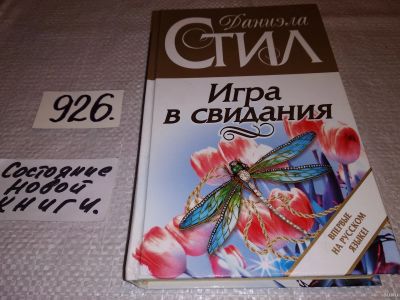 Даниэла
СТИЛ
Игра
в свидания
ВПЕРВЫЕ
НА РУССКОМ
ЯЗЫКЕ!
926.
Состояние
новой
книги.